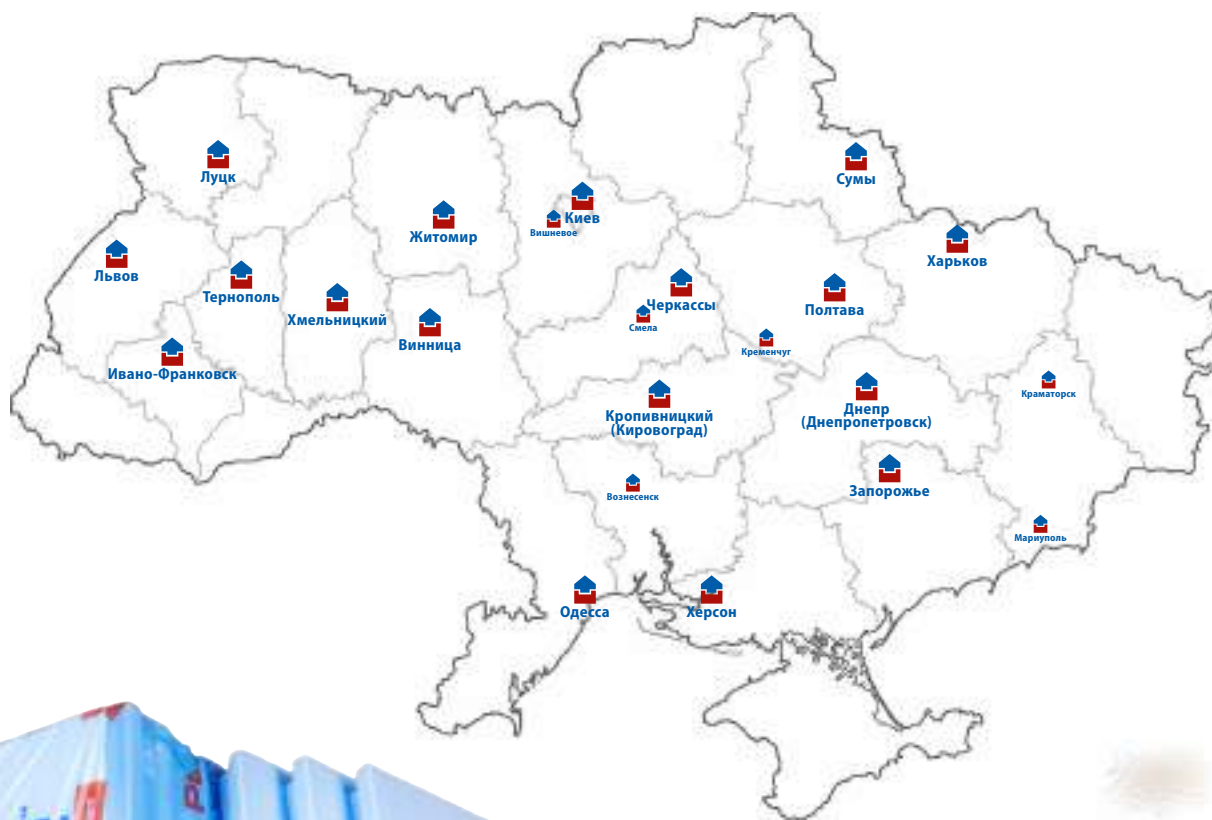 Луцк
Сумы
Киев
Вишневое
Житомир
Харьков
Львов
Тернополь
Черкассы
Хмельницкий
Полтава
Смела
Винница
Кременчуг
Ивано-Франковск
Краматорск
Кропивницкий
(Кировоград)
Днепр
(Днепропетровск)
Запорожье
Вознесенск
Мариуполь
Одесса
Херсон